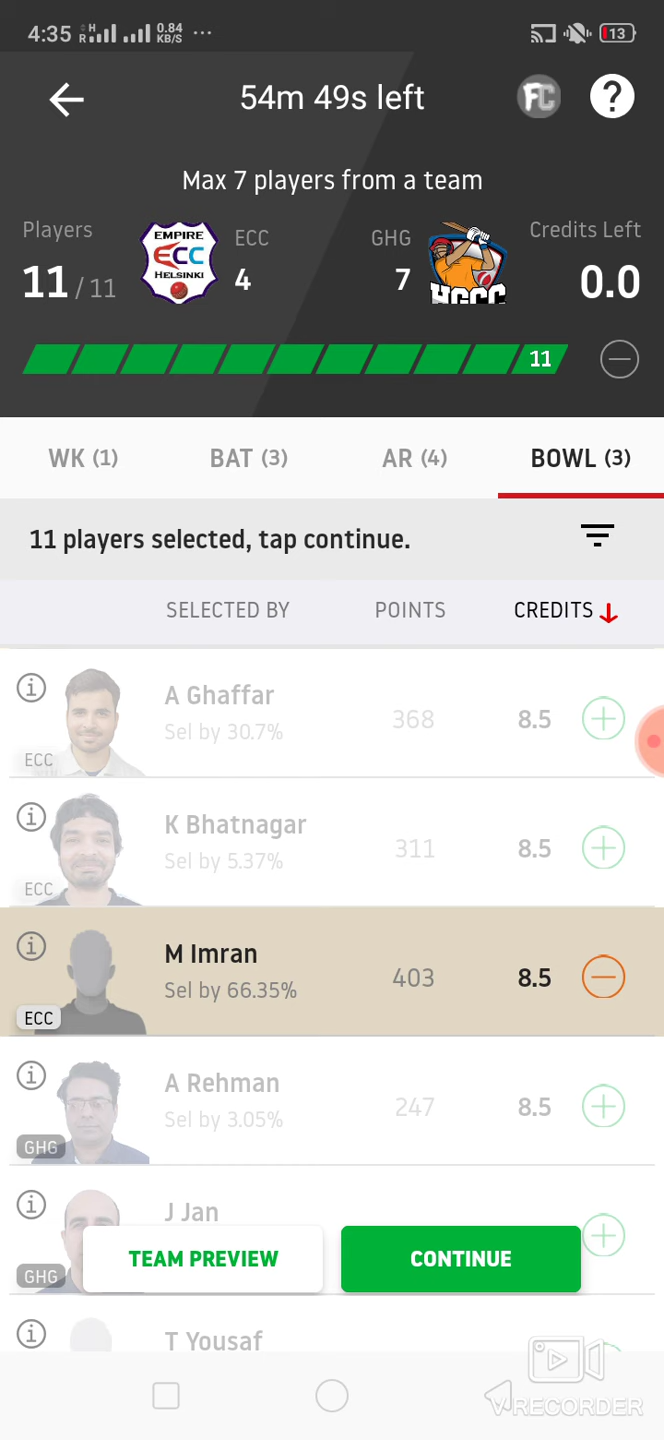 4:35 R H 0.84 KB/S ... 13
54m 49s left FC ?
Max 7 players from a team
Players ECC GHG Credits Left
11 / 11 EMPIRE ECC HELSINKI 4 7 HGCC 0.0
11
WK (1) BAT (3) AR (4) BOWL (3)
11 players selected, tap continue.
SELECTED BY POINTS CREDITS
A Ghaffar
Sel by 30.7% 368 8.5
ECC
K Bhatnagar
Sel by 5.37% 311 8.5
ECC
M Imran
Sel by 66.35% 403 8.5
ECC
A Rehman
Sel by 3.05% 247 8.5
GHG
J Jan
GHG
TEAM PREVIEW CONTINUE
T Yousaf
VRECORDER